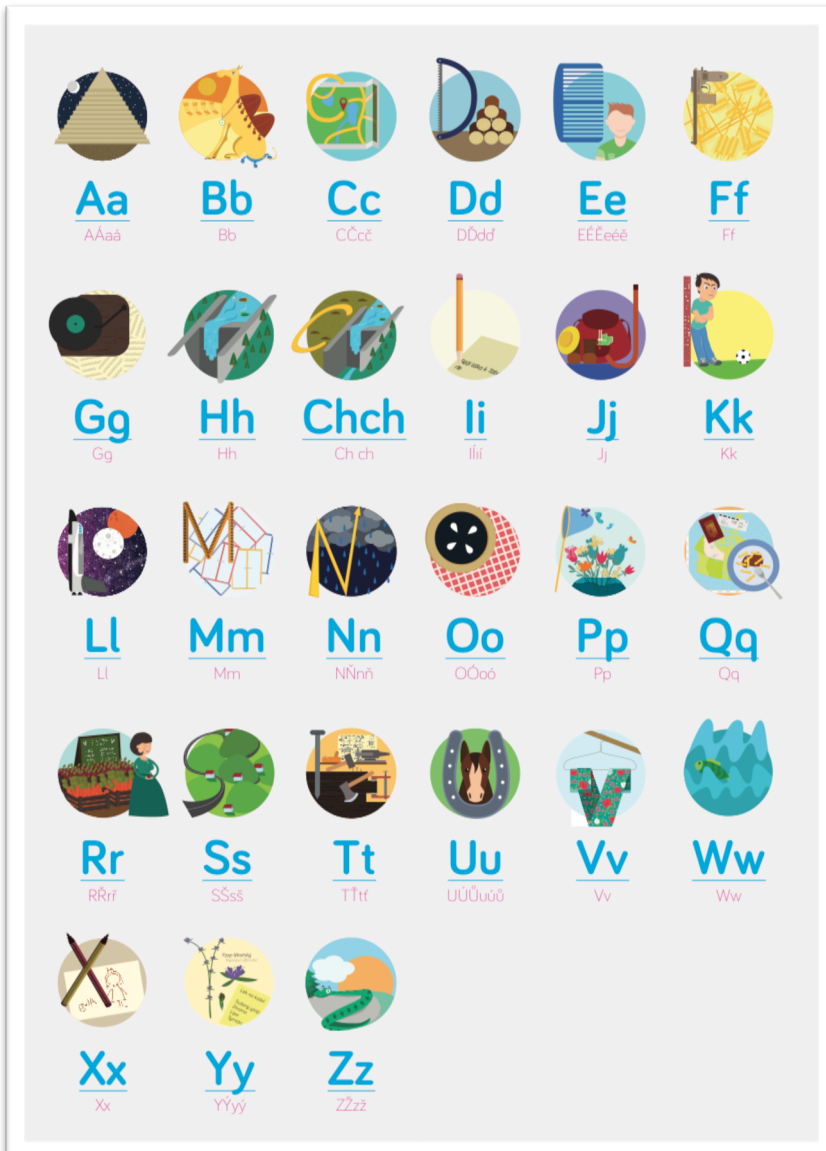 Aa Bb Cc Dd Ee Ff
AÁaá Bb CČcč DĎdď EÉĚeéě Ff
Gg Hh Chch Ii Jj Kk
Gg Hh Ch ch IÍií Jj Kk
Ll Mm Nn Oo Pp Qq
Ll Mm NŇnň OÓoó Pp Qq
Rr Ss Tt Uu Vv Ww
RŘrř SŠsš TŤtť UÚŮuúů Vv Ww
Xx Yy Zz
Xx YÝyý ZŽzž